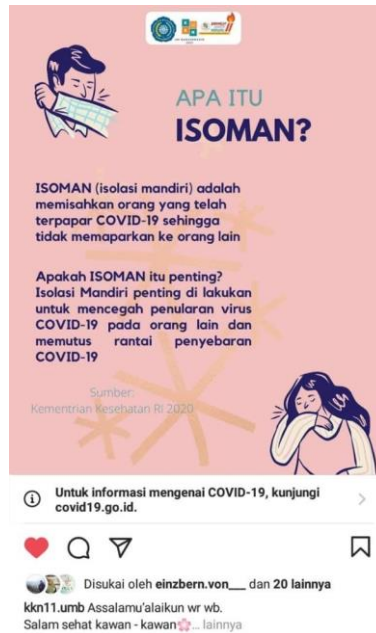 APA ITU
ISOMAN?
ISOMAN (isolasi mandiri) adalah
memisahkan orang yang telah
terpapar COVID-19 sehingga
tidak memaparkan ke orang lain
Apakah ISOMAN itu penting?
Isolasi Mandiri penting di lakukan
untuk mencegah penularan virus
COVID-19 pada orang lain dan
memutus rantai penyebaran
COVID-19
Sumber:
Kementrian Kesehatan RI 2020
Untuk informasi mengenai COVID-19, kunjungi
covid19.go.id.
Disukai oleh einzbern.von___ dan 20 lainnya
kkn11.umb Assalamu'alaikun wr wb.
Salam sehat kawan - kawan🌸... lainnya